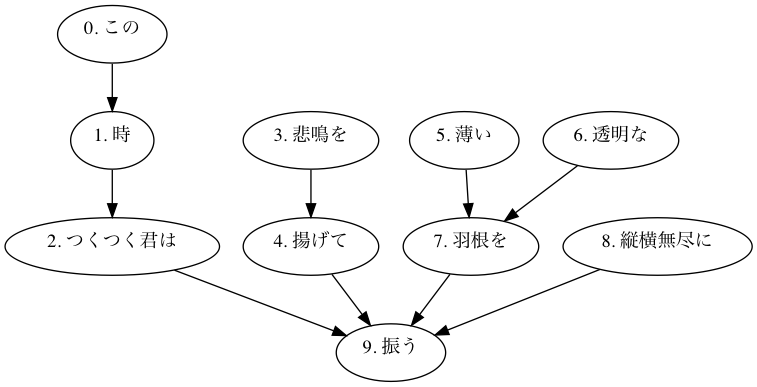 0. この
1. 時
3. 悲鳴を
5. 薄い
6. 透明な
2. つくつく君は
4. 揚げて
7. 羽根を
8. 縦横無尽に
9. 振う